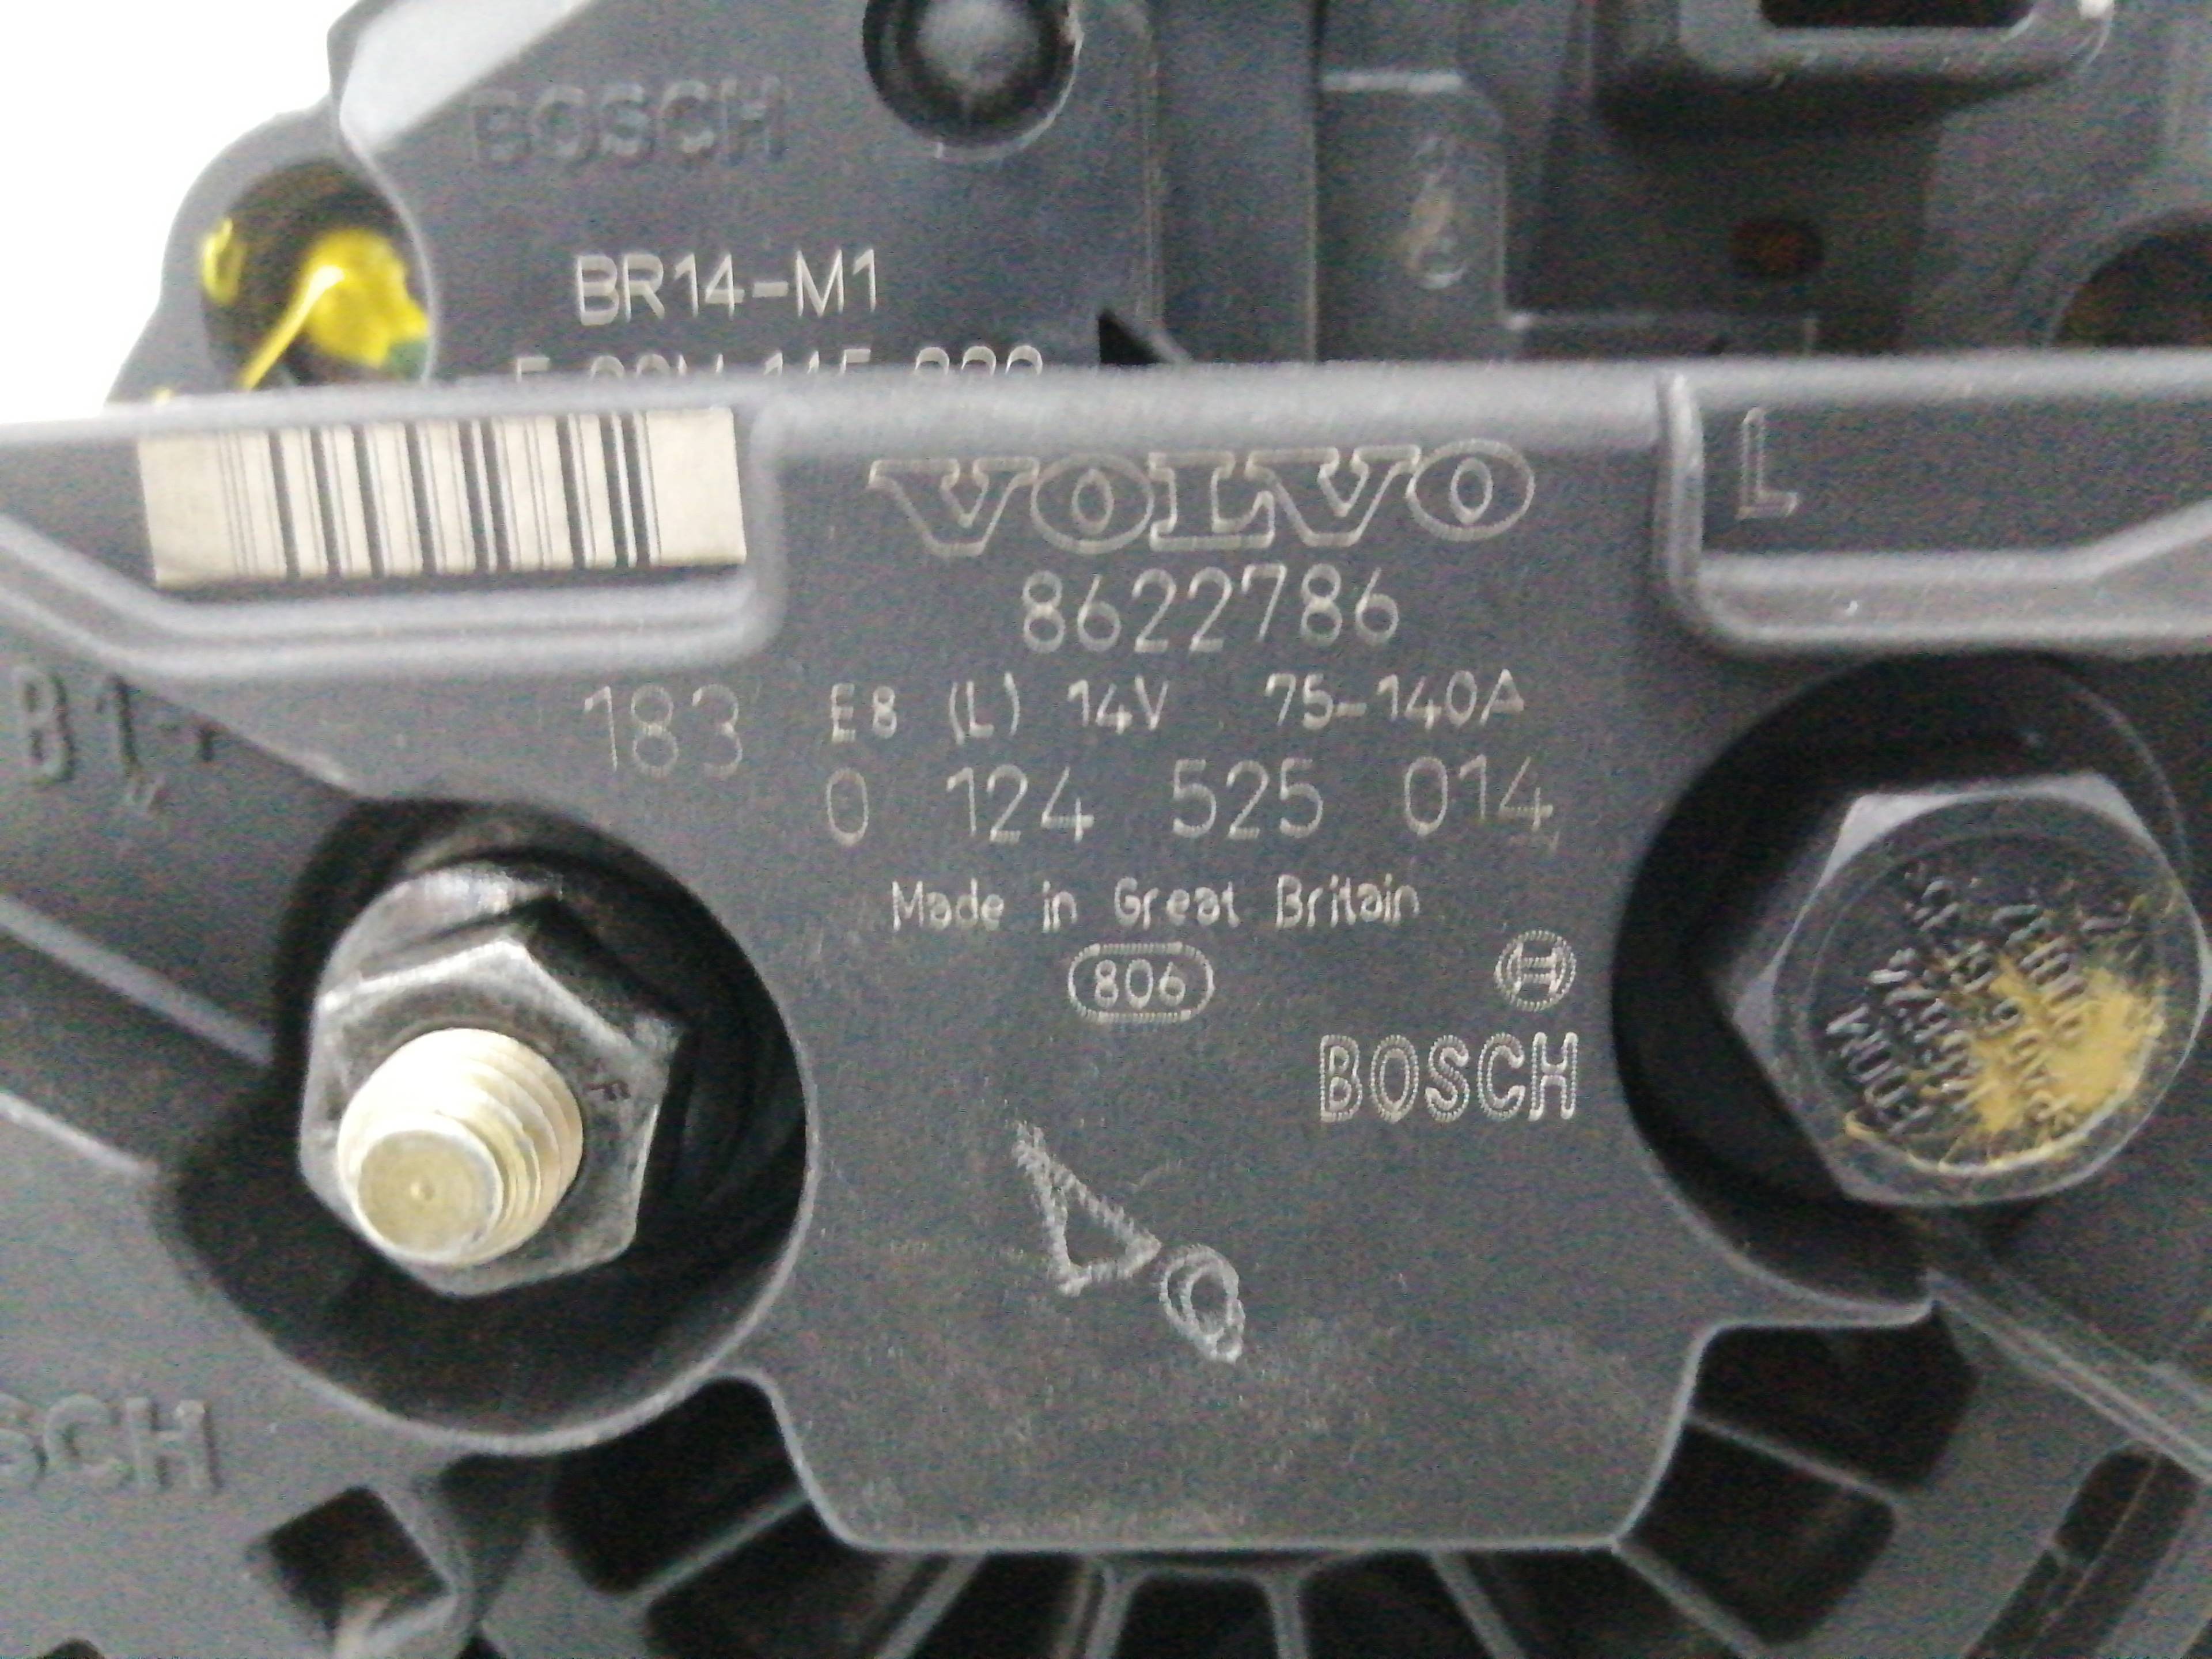 BOSCH
BR14-M1
VOLVO
L
8622786
B1+
183 E8 (L) 14V 75-140A
0 124 525 014
Made in Great Britain
806
BOSCH
SCH